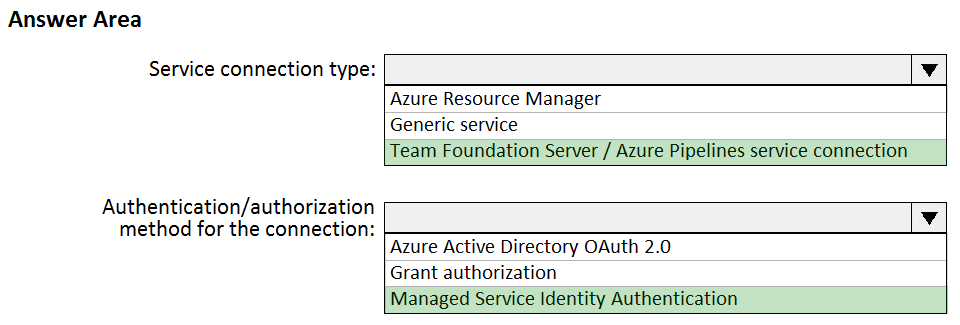 Answer Area
Service connection type:
Azure Resource Manager
Generic service
Team Foundation Server / Azure Pipelines service connection
Authentication/authorization
method for the connection:
Azure Active Directory OAuth 2.0
Grant authorization
Managed Service Identity Authentication